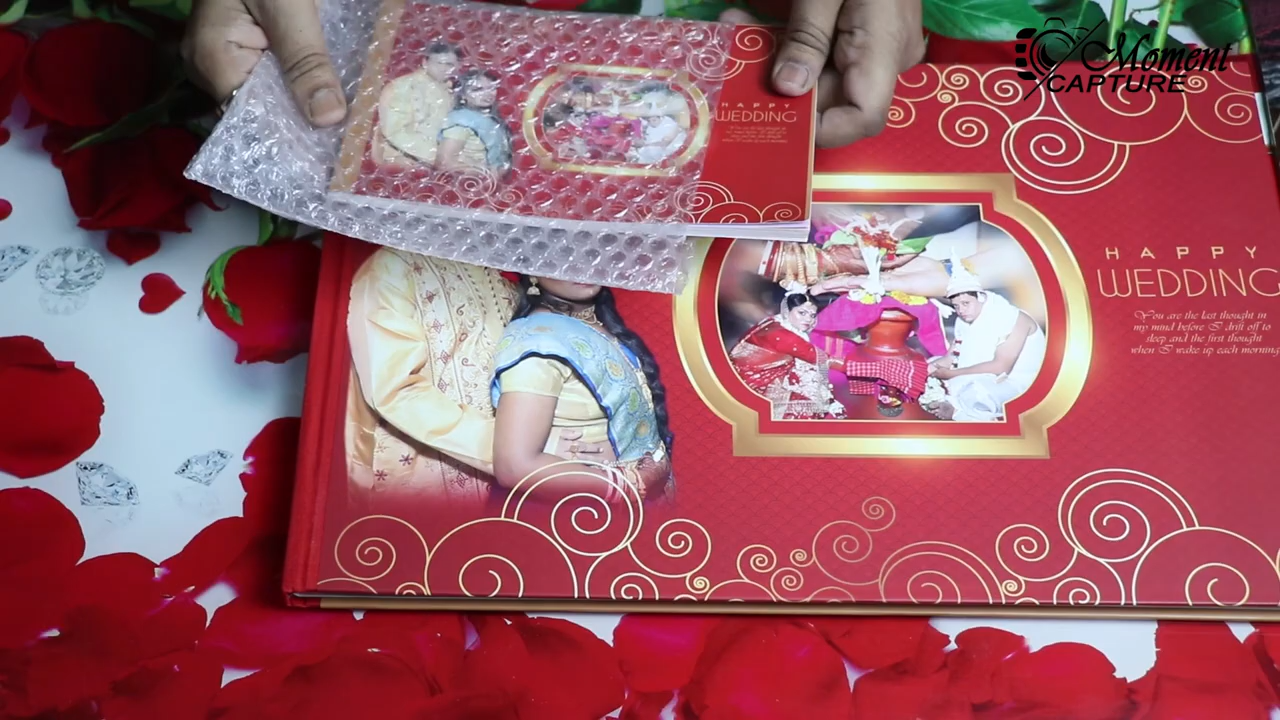 Moment
CAPTURE
HAPPY
WEDDING
HAPPY
WEDDING
You are the last thought in
my mind before I drift off to
sleep and the first thought
when I wake up each morning